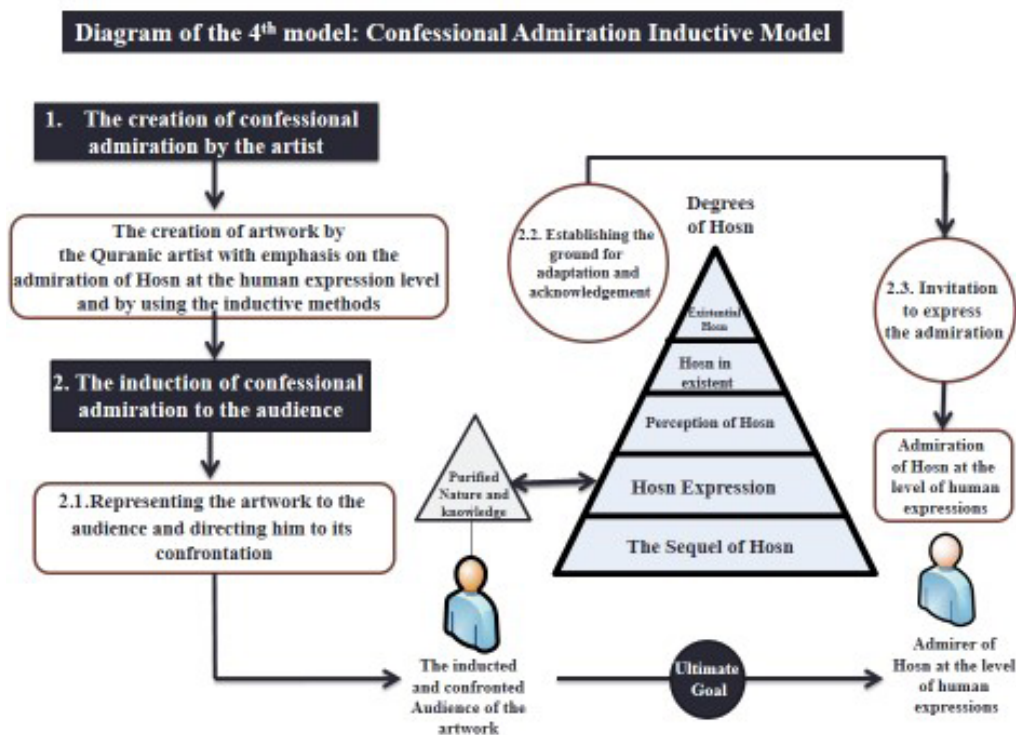 Diagram of the 4th model: Confessional Admiration Inductive Model
1. The creation of confessional
admiration by the artist
The creation of artwork by
the Quranic artist with emphasis on the
admiration of Hosn at the human expression level
and by using the inductive methods
2. The induction of confessional
admiration to the audience
2.1.Representing the artwork to the
audience and directing him to its
confrontation
Purified
Nature and
knowledge
The inducted
and confronted
Audience of the
artwork
2.2. Establishing the
ground for
adaptation and
acknowledgement
Degrees
of Hosn
Existential
Hosn
Hosn in
existent
Perception of Hosn
Hosn Expression
The Sequel of Hosn
Ultimate
Goal
2.3. Invitation
to express
the admiration
Admiration
of Hosn at the
level of human
expressions
Admirer of
Hosn at the level
of human
expressions